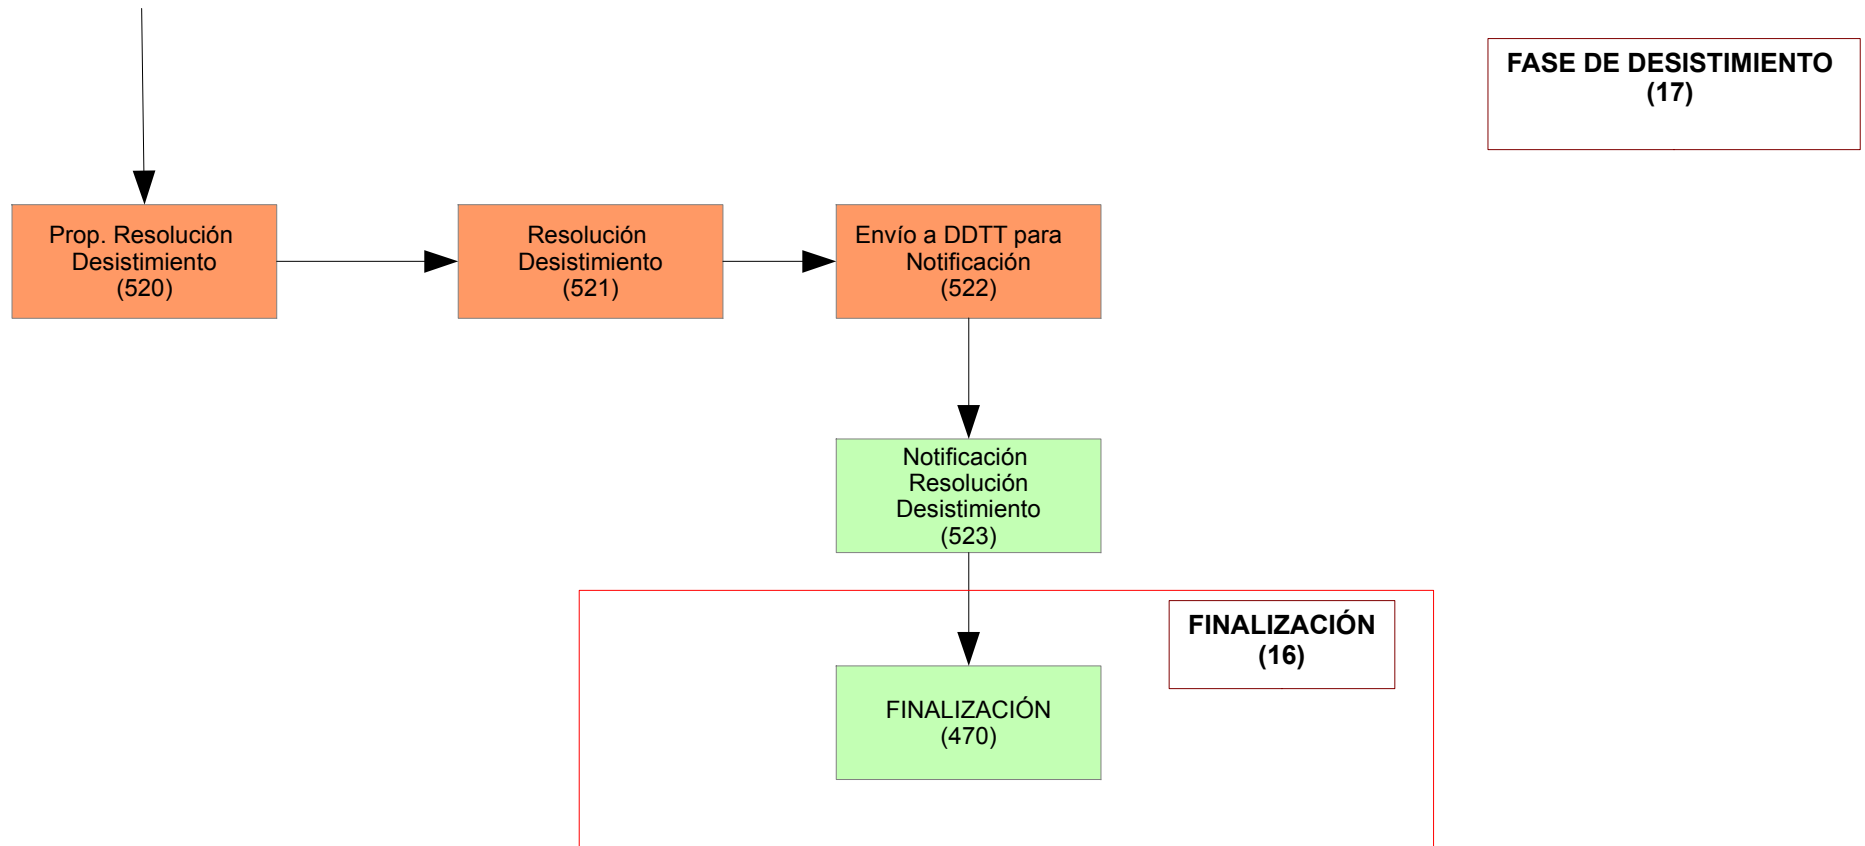 FASE DE DESISTIMIENTO
(17)
Prop. Resolución
Desistimiento
(520)
Resolución
Desistimiento
(521)
Envío a DDTT para
Notificación
(522)
Notificación
Resolución
Desistimiento
(523)
FINALIZACIÓN
(16)
FINALIZACIÓN
(470)